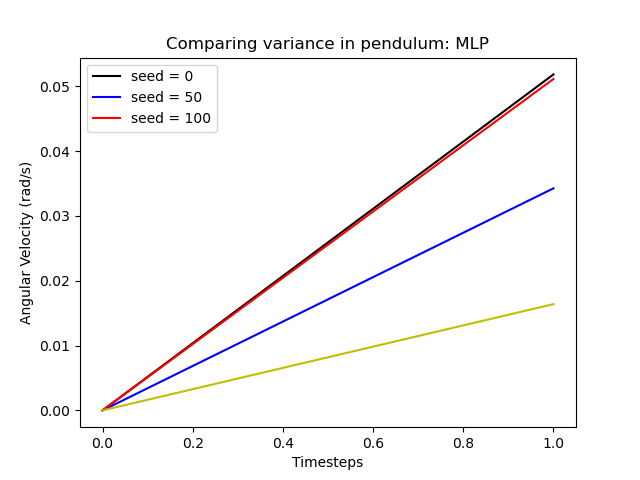 Comparing variance in pendulum: MLP
seed = 0
seed = 50
seed = 100
Angular Velocity (rad/s)
0.05
0.04
0.03
0.02
0.01
0.00
0.0 0.2 0.4 0.6 0.8 1.0
Timesteps